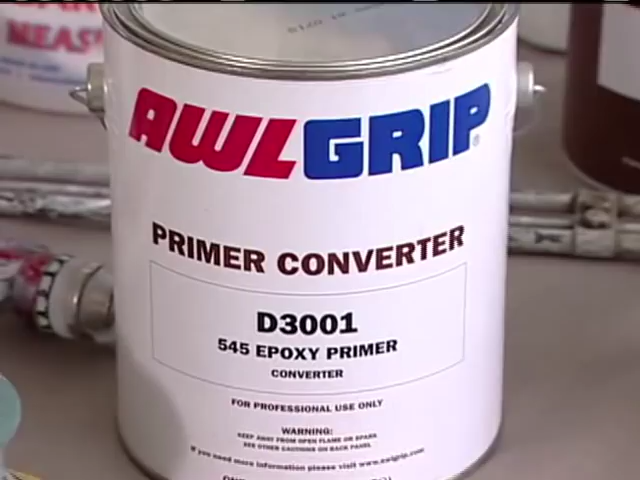 MEAS
AWLGRIP®
PRIMER CONVERTER
D3001
545 EPOXY PRIMER
CONVERTER
FOR PROFESSIONAL USE ONLY
WARNING:
KEEP AWAY FROM OPEN FLAME OR SPARK
SEE OTHER CAUTIONS ON BACK PANEL
If you need more information please visit www.awlgrip.com